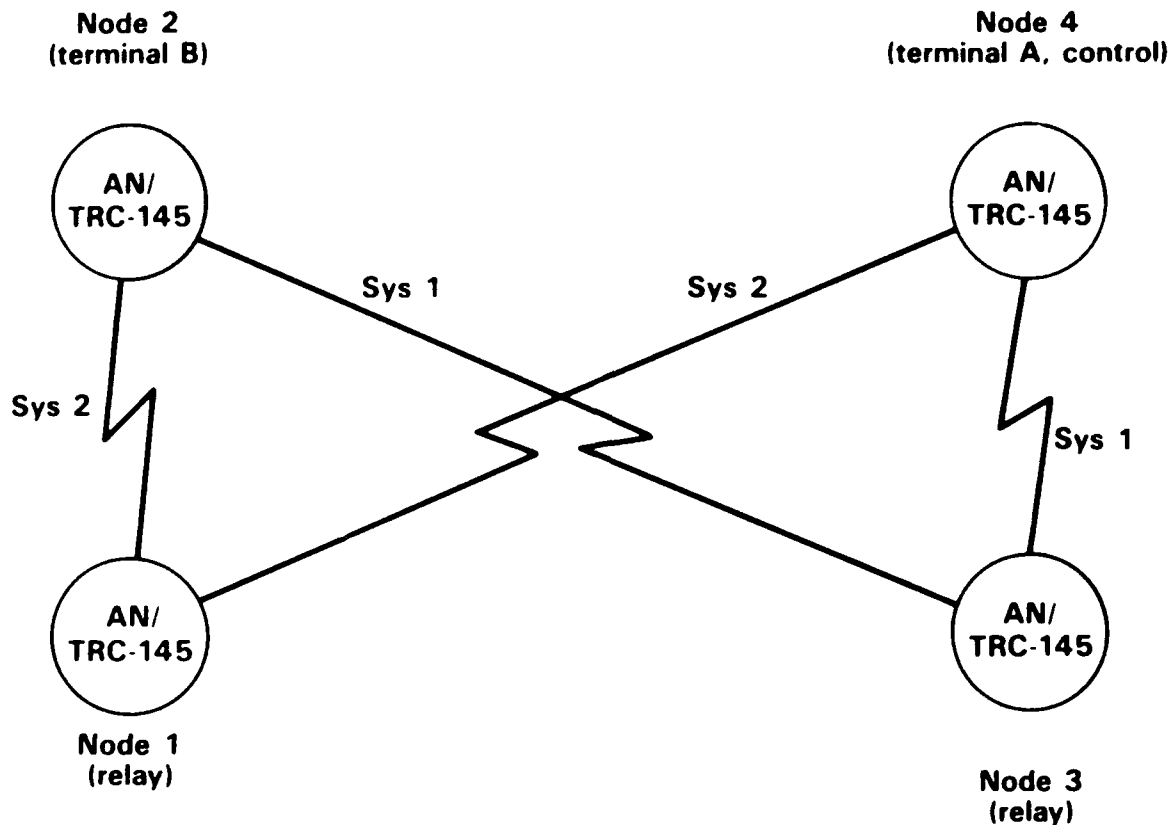 Node 2
(terminal B)
Node 4
(terminal A, control)
AN/
TRC-145
AN/
TRC-145
Sys 1
Sys 2
Sys 2
Sys 1
AN/
TRC-145
AN/
TRC-145
Node 1
(relay)
Node 3
(relay)